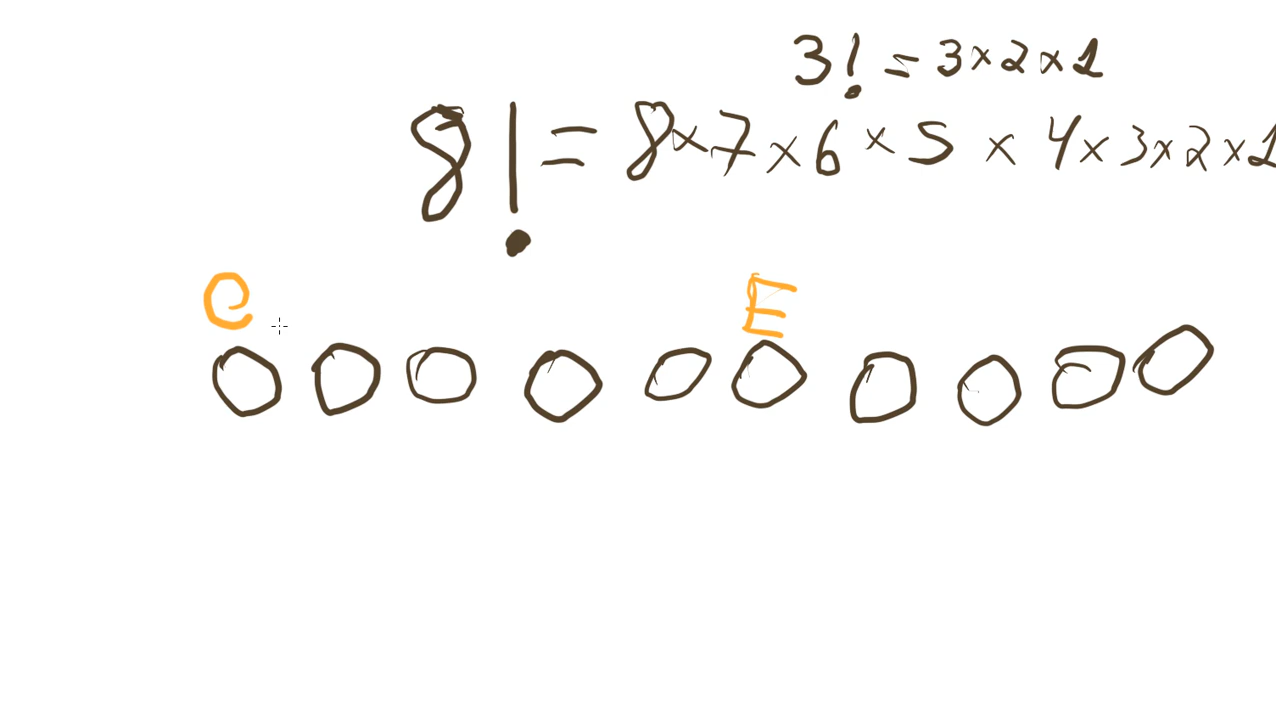 3! = 3 × 2 × 1
8! = 8 × 7 × 6 × 5 × 4 × 3 × 2 × 1
C E